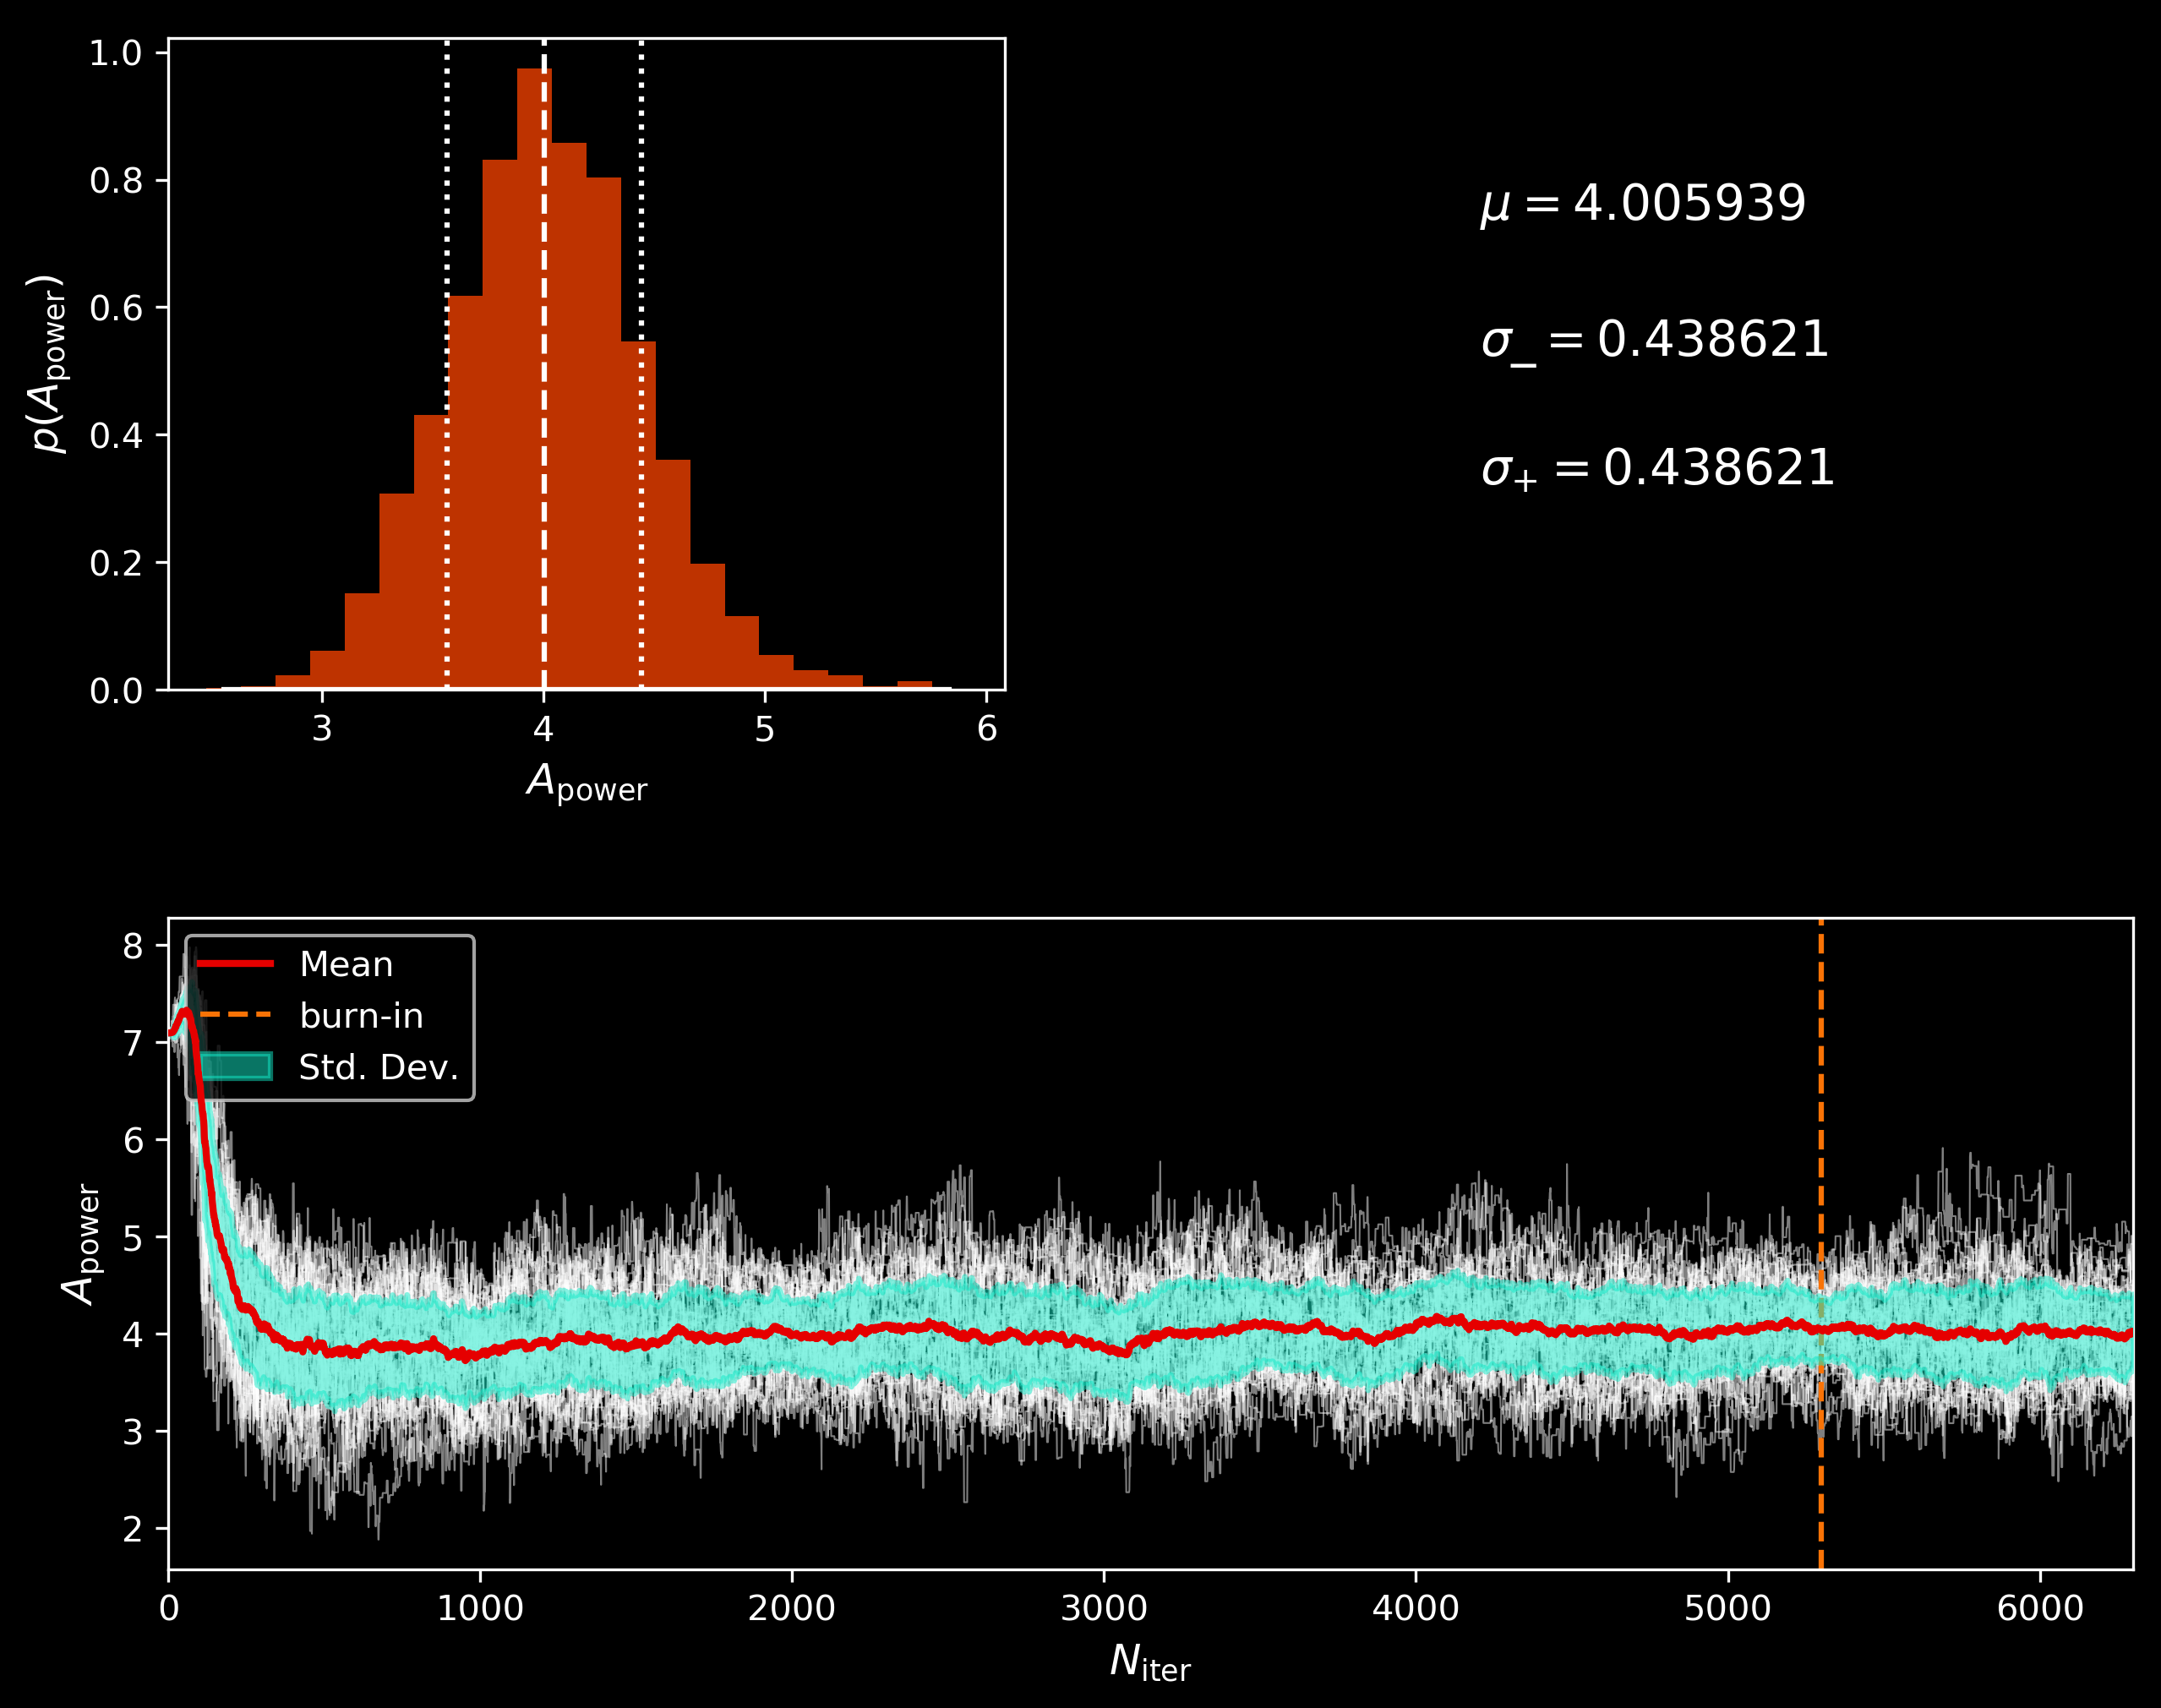 1.0
0.8
0.6
0.4
0.2
0.0
p(A_power)
3 4 5 6
A_power
μ = 4.005939
σ_− = 0.438621
σ_+ = 0.438621
8
7
6
5
4
3
2
A_power
Mean
burn-in
Std. Dev.
0 1000 2000 3000 4000 5000 6000
N_iter